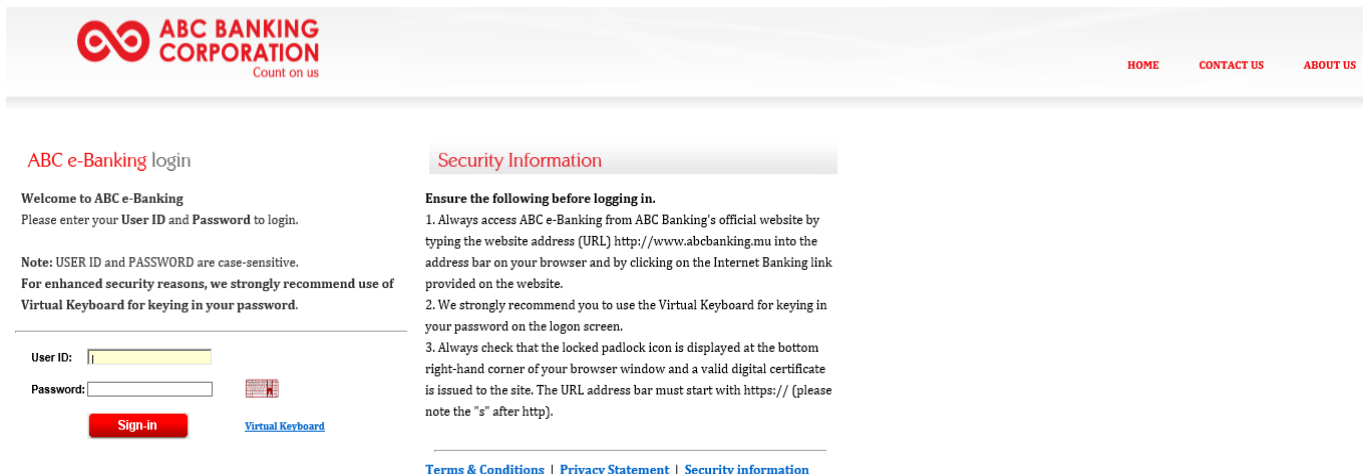 ABC BANKING
CORPORATION
Count on us
HOME CONTACT US ABOUT US
ABC e-Banking login
Welcome to ABC e-Banking
Please enter your User ID and Password to login.
Note: USER ID and PASSWORD are case-sensitive.
For enhanced security reasons, we strongly recommend use of
Virtual Keyboard for keying in your password.
User ID:
Password:
Sign-in
Virtual Keyboard
Security Information
Ensure the following before logging in.
1. Always access ABC e-Banking from ABC Banking's official website by
typing the website address (URL) http://www.abcbanking.mu into the
address bar on your browser and by clicking on the Internet Banking link
provided on the website.
2. We strongly recommend you to use the Virtual Keyboard for keying in
your password on the logon screen.
3. Always check that the locked padlock icon is displayed at the bottom
right-hand corner of your browser window and a valid digital certificate
is issued to the site. The URL address bar must start with https:// (please
note the "s" after http).
Terms & Conditions | Privacy Statement | Security information